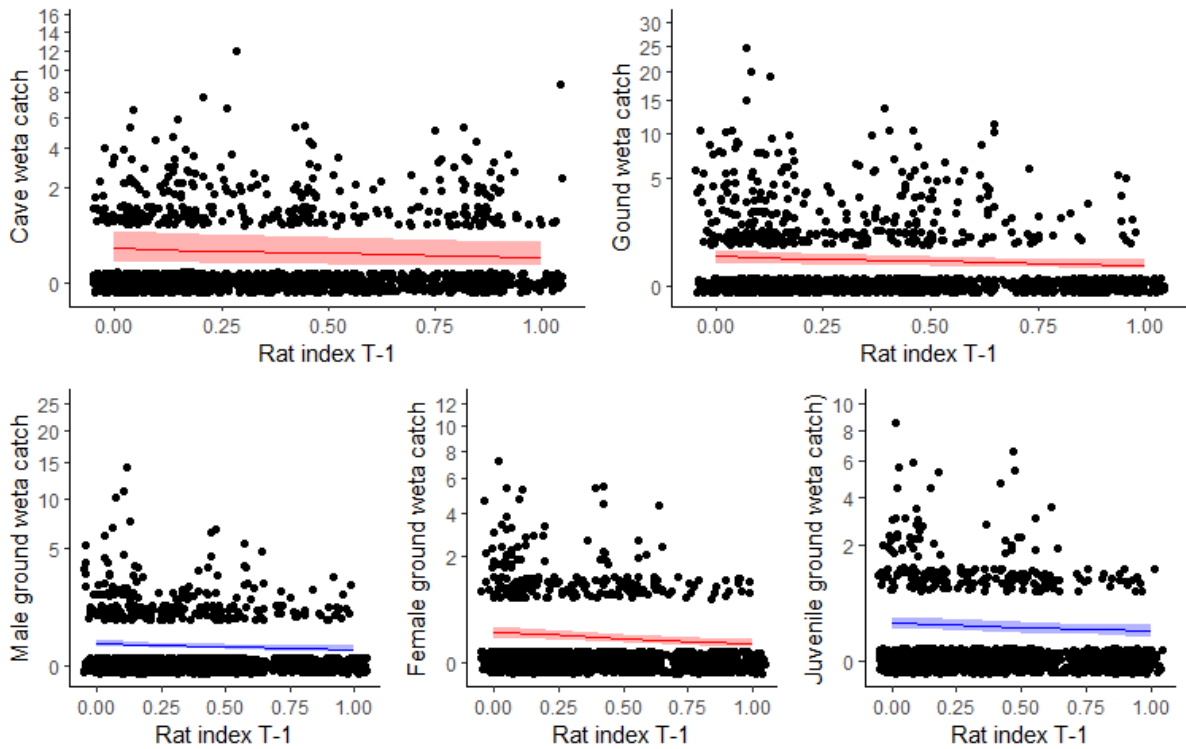 Cave weta catch
16
14
12
10
8
6
4
2
0
0.00 0.25 0.50 0.75 1.00
Rat index T-1
Gound weta catch
30
25
20
15
10
5
0
0.00 0.25 0.50 0.75 1.00
Rat index T-1
Male ground weta catch
25
20
15
10
5
0
0.00 0.25 0.50 0.75 1.00
Rat index T-1
Female ground weta catch
12
10
8
6
4
2
0
0.00 0.25 0.50 0.75 1.00
Rat index T-1
Juvenile ground weta catch)
10
8
6
4
2
0
0.00 0.25 0.50 0.75 1.00
Rat index T-1